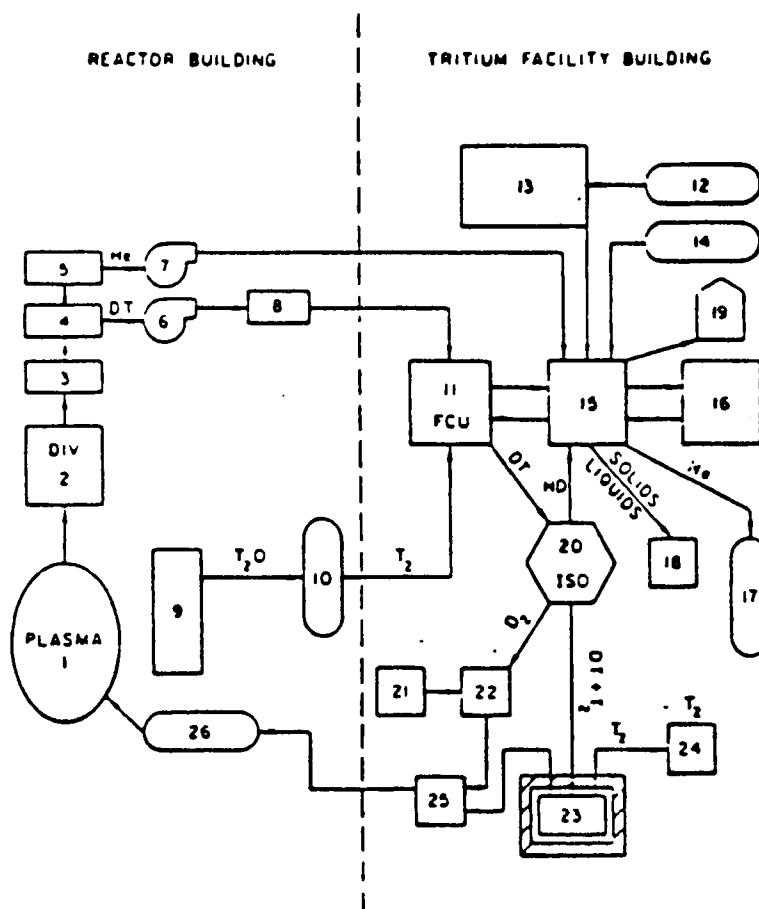 REACTOR BUILDING
TRITIUM FACILITY BUILDING
13
12
14
5
He
7
4
DT
6
8
19
3
11
FCU
15
16
DIV
2
DT
HD
SOLIDS
LIQUIDS
He
20
ISO
18
17
9
T₂O
10
T₂
PLASMA
1
D₂
21
22
26
25
T₂
T₂
24
23